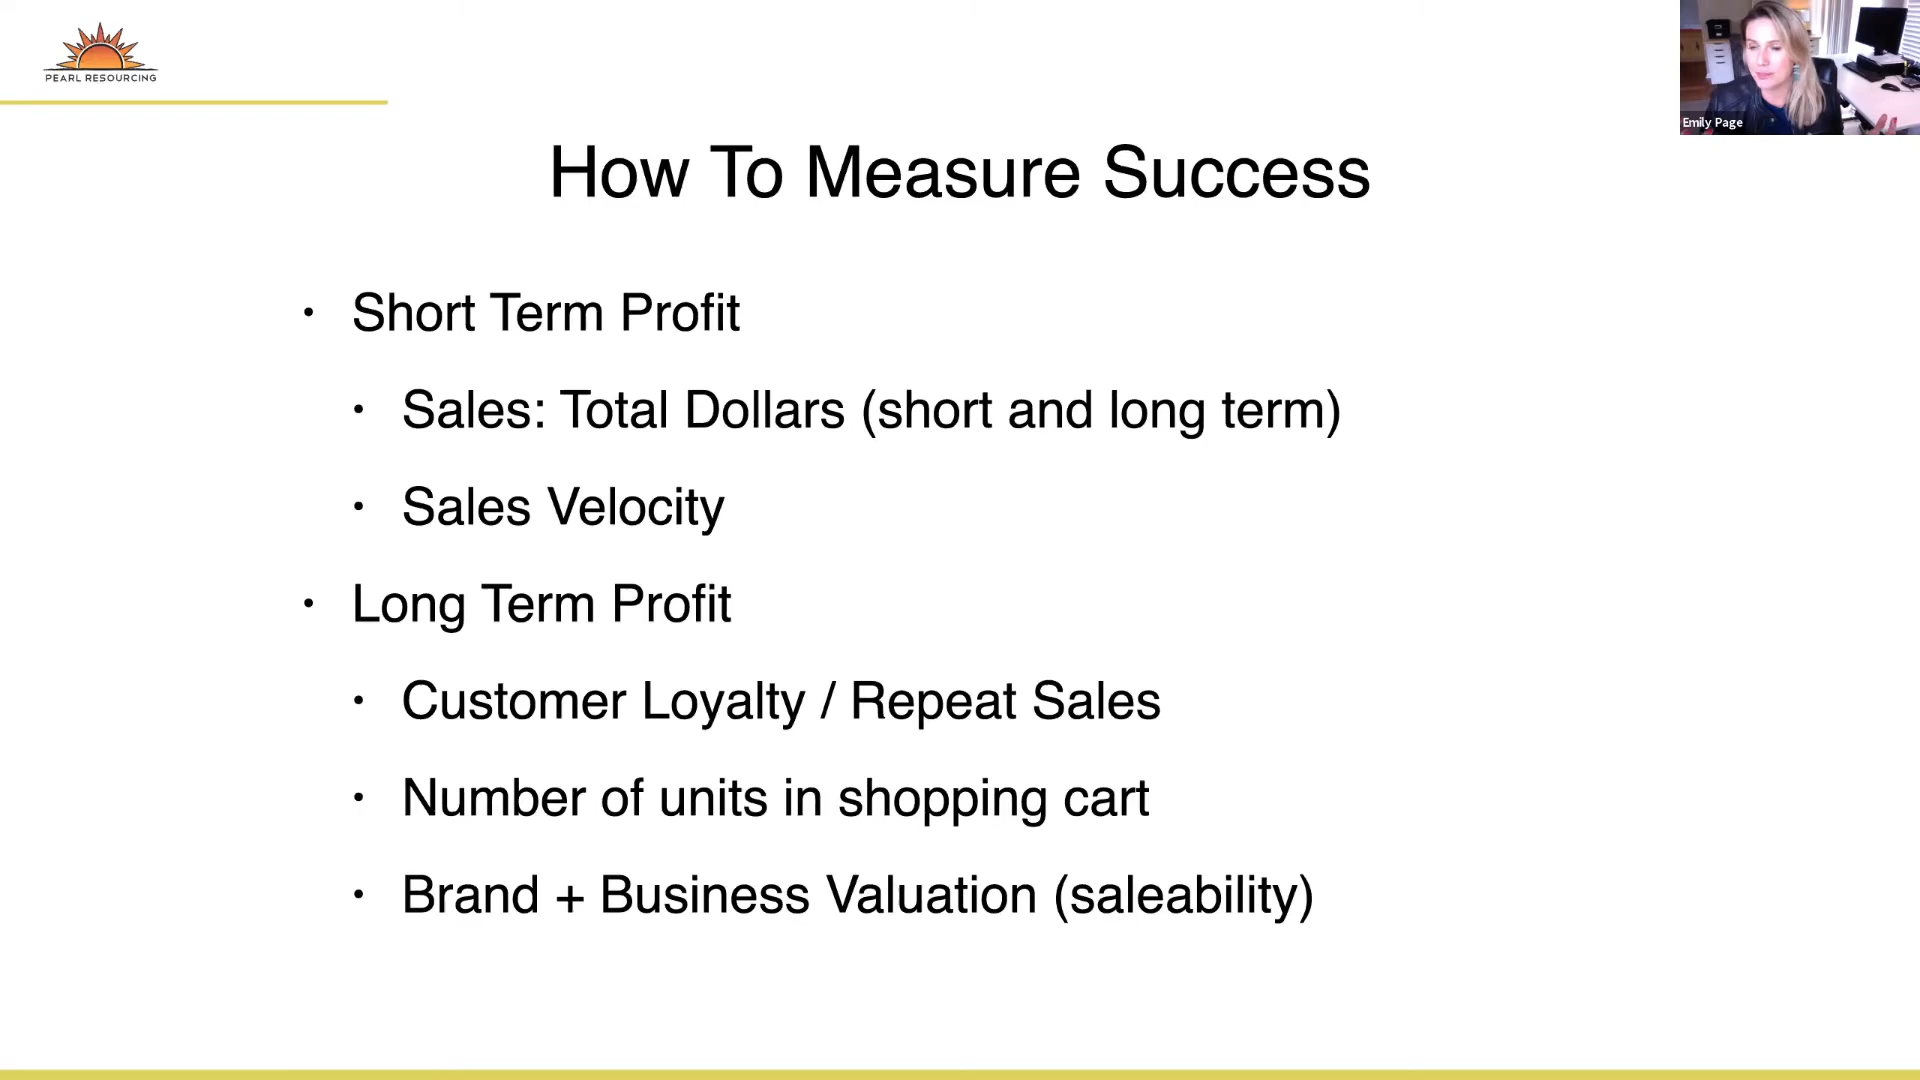 PEARL RESOURCING
Emily Page
How To Measure Success
• Short Term Profit
• Sales: Total Dollars (short and long term)
• Sales Velocity
• Long Term Profit
• Customer Loyalty / Repeat Sales
• Number of units in shopping cart
• Brand + Business Valuation (saleability)